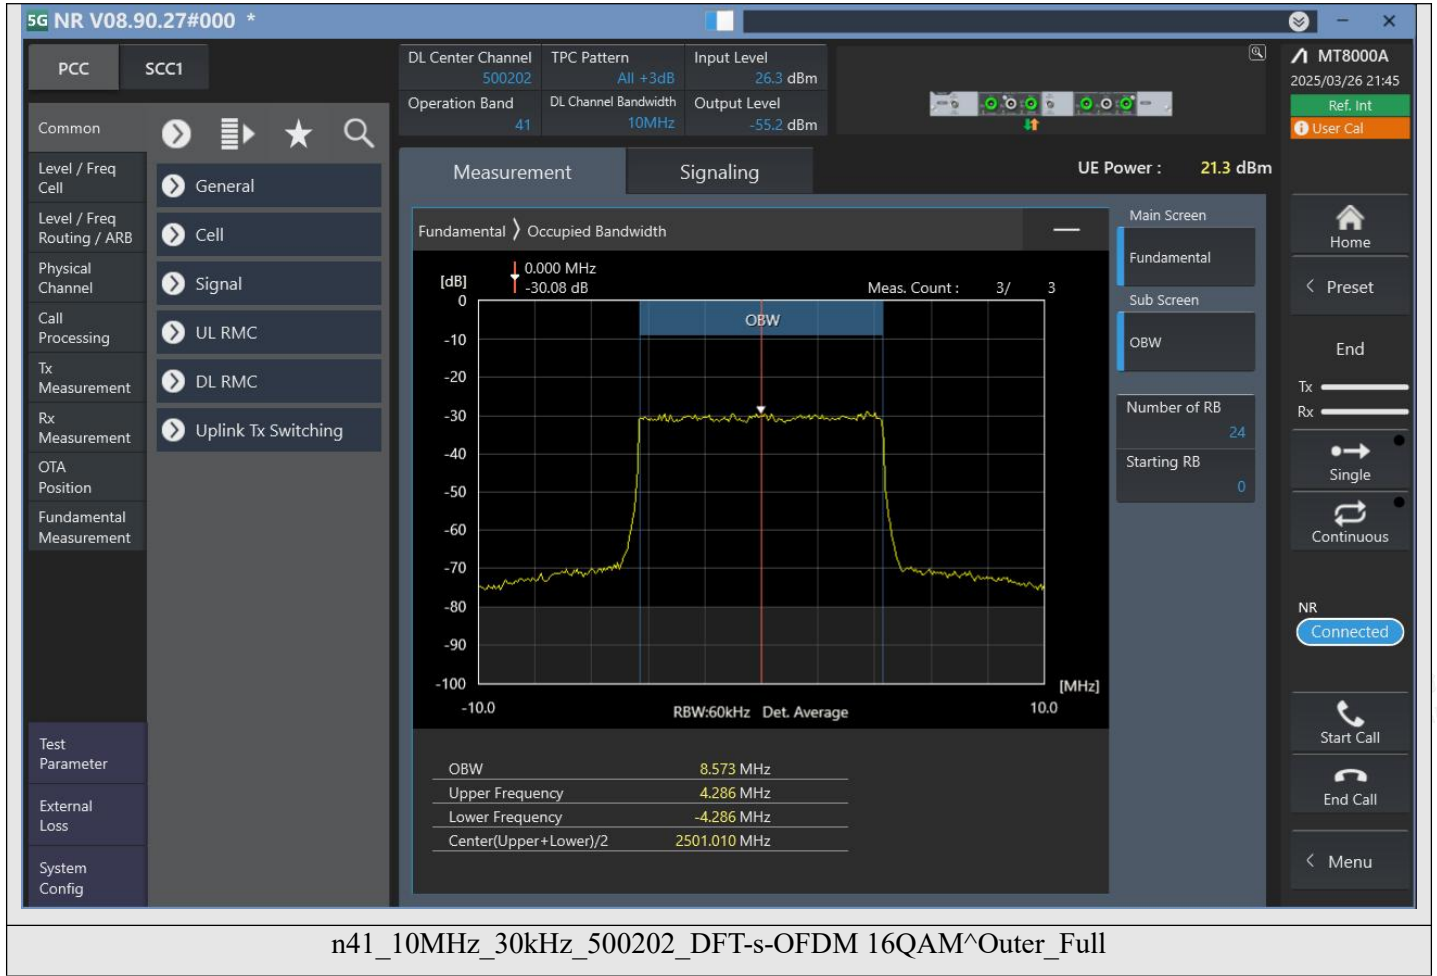 5G NR V08.90.27#000 *
PCC
SCC1
DL Center Channel
500202
TPC Pattern
All +3dB
Input Level
26.3 dBm
Operation Band
41
DL Channel Bandwidth
10MHz
Output Level
-55.2 dBm
MT8000A
2025/03/26 21:45
Ref. Int
User Cal
Common
Level / Freq
Cell
Level / Freq
Routing / ARB
Physical
Channel
Call
Processing
Tx
Measurement
Rx
Measurement
OTA
Position
Fundamental
Measurement
Test
Parameter
External
Loss
System
Config
General
Cell
Signal
UL RMC
DL RMC
Uplink Tx Switching
Measurement
Signaling
UE Power : 21.3 dBm
Fundamental 〉 Occupied Bandwidth
[dB]
0.000 MHz
-30.08 dB
Meas. Count : 3/ 3
OBW
0
-10
-20
-30
-40
-50
-60
-70
-80
-90
-100
[MHz]
-10.0
RBW:60kHz Det. Average
10.0
OBW 8.573 MHz
Upper Frequency 4.286 MHz
Lower Frequency -4.286 MHz
Center(Upper+Lower)/2 2501.010 MHz
Main Screen
Fundamental
Sub Screen
OBW
Number of RB
24
Starting RB
0
Home
< Preset
End
Tx
Rx
Single
Continuous
NR
Connected
Start Call
End Call
< Menu
n41_10MHz_30kHz_500202_DFT-s-OFDM 16QAM^Outer_Full